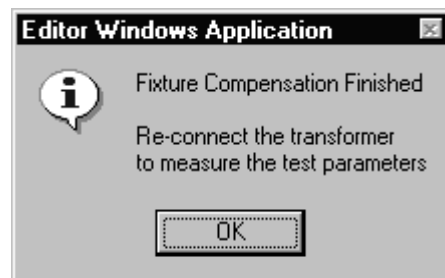 Editor Windows Application
Fixture Compensation Finished
Re-connect the transformer
to measure the test parameters
OK